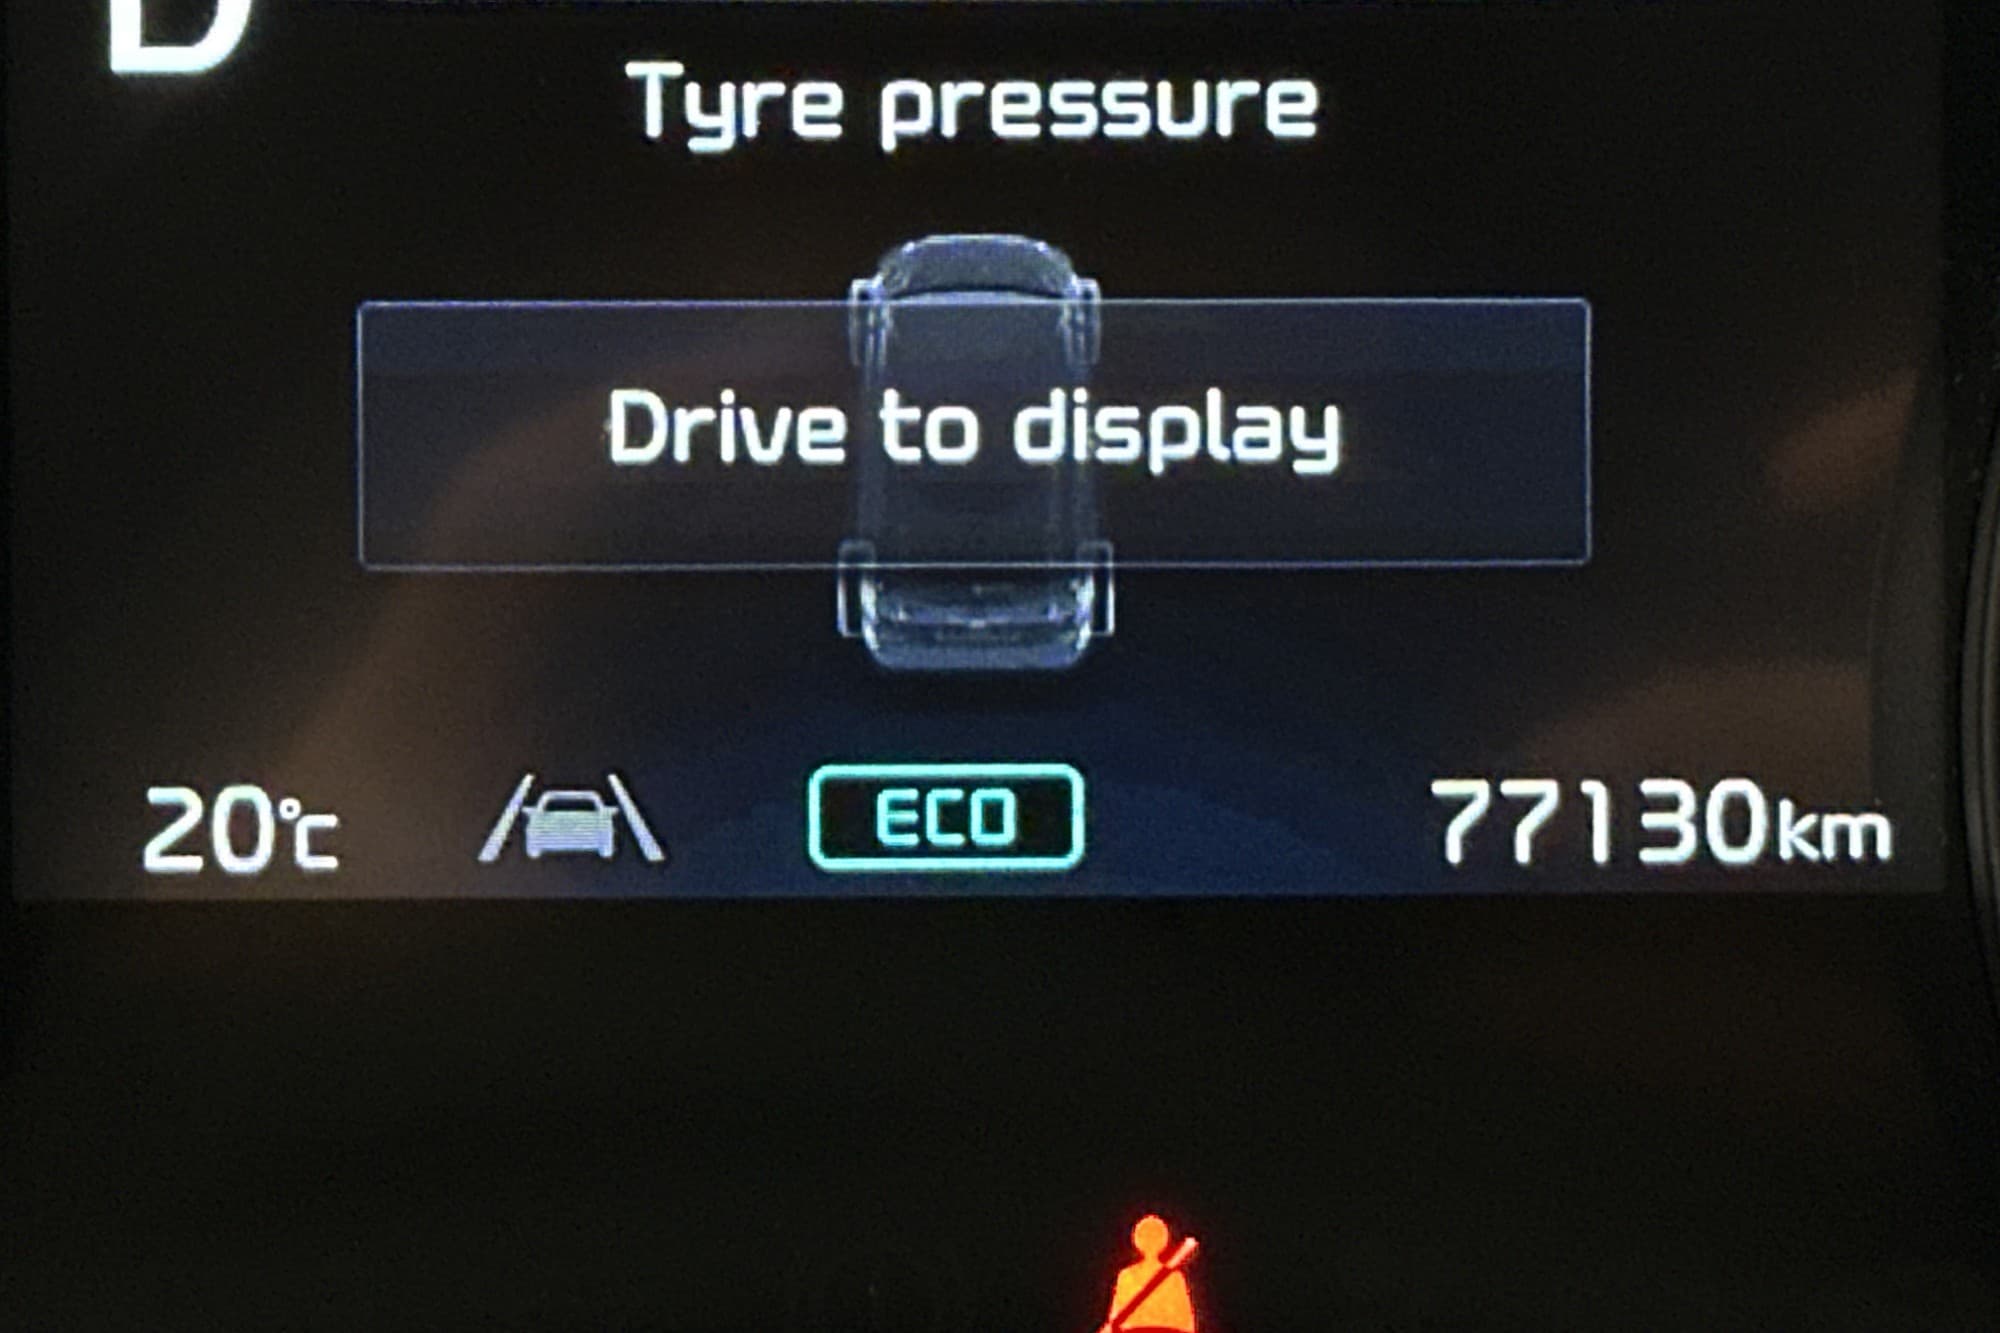 D
Tyre pressure
Drive to display
20°C ECO 77130km